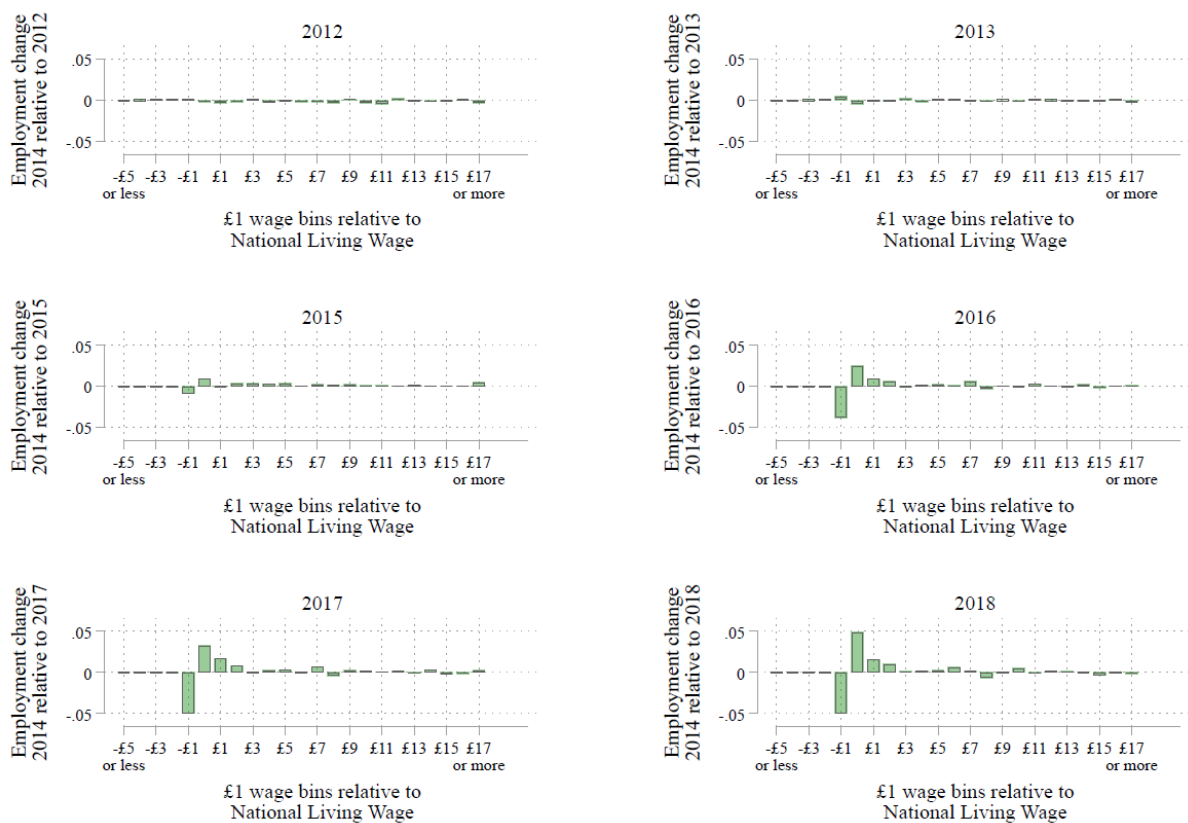 2012
Employment change
2014 relative to 2012
.05
0
-.05
-£5 -£3 -£1 £1 £3 £5 £7 £9 £11 £13 £15 £17
or less or more
£1 wage bins relative to
National Living Wage
2013
Employment change
2014 relative to 2013
.05
0
-.05
-£5 -£3 -£1 £1 £3 £5 £7 £9 £11 £13 £15 £17
or less or more
£1 wage bins relative to
National Living Wage
2015
Employment change
2014 relative to 2015
.05
0
-.05
-£5 -£3 -£1 £1 £3 £5 £7 £9 £11 £13 £15 £17
or less or more
£1 wage bins relative to
National Living Wage
2016
Employment change
2014 relative to 2016
.05
0
-.05
-£5 -£3 -£1 £1 £3 £5 £7 £9 £11 £13 £15 £17
or less or more
£1 wage bins relative to
National Living Wage
2017
Employment change
2014 relative to 2017
.05
0
-.05
-£5 -£3 -£1 £1 £3 £5 £7 £9 £11 £13 £15 £17
or less or more
£1 wage bins relative to
National Living Wage
2018
Employment change
2014 relative to 2018
.05
0
-.05
-£5 -£3 -£1 £1 £3 £5 £7 £9 £11 £13 £15 £17
or less or more
£1 wage bins relative to
National Living Wage